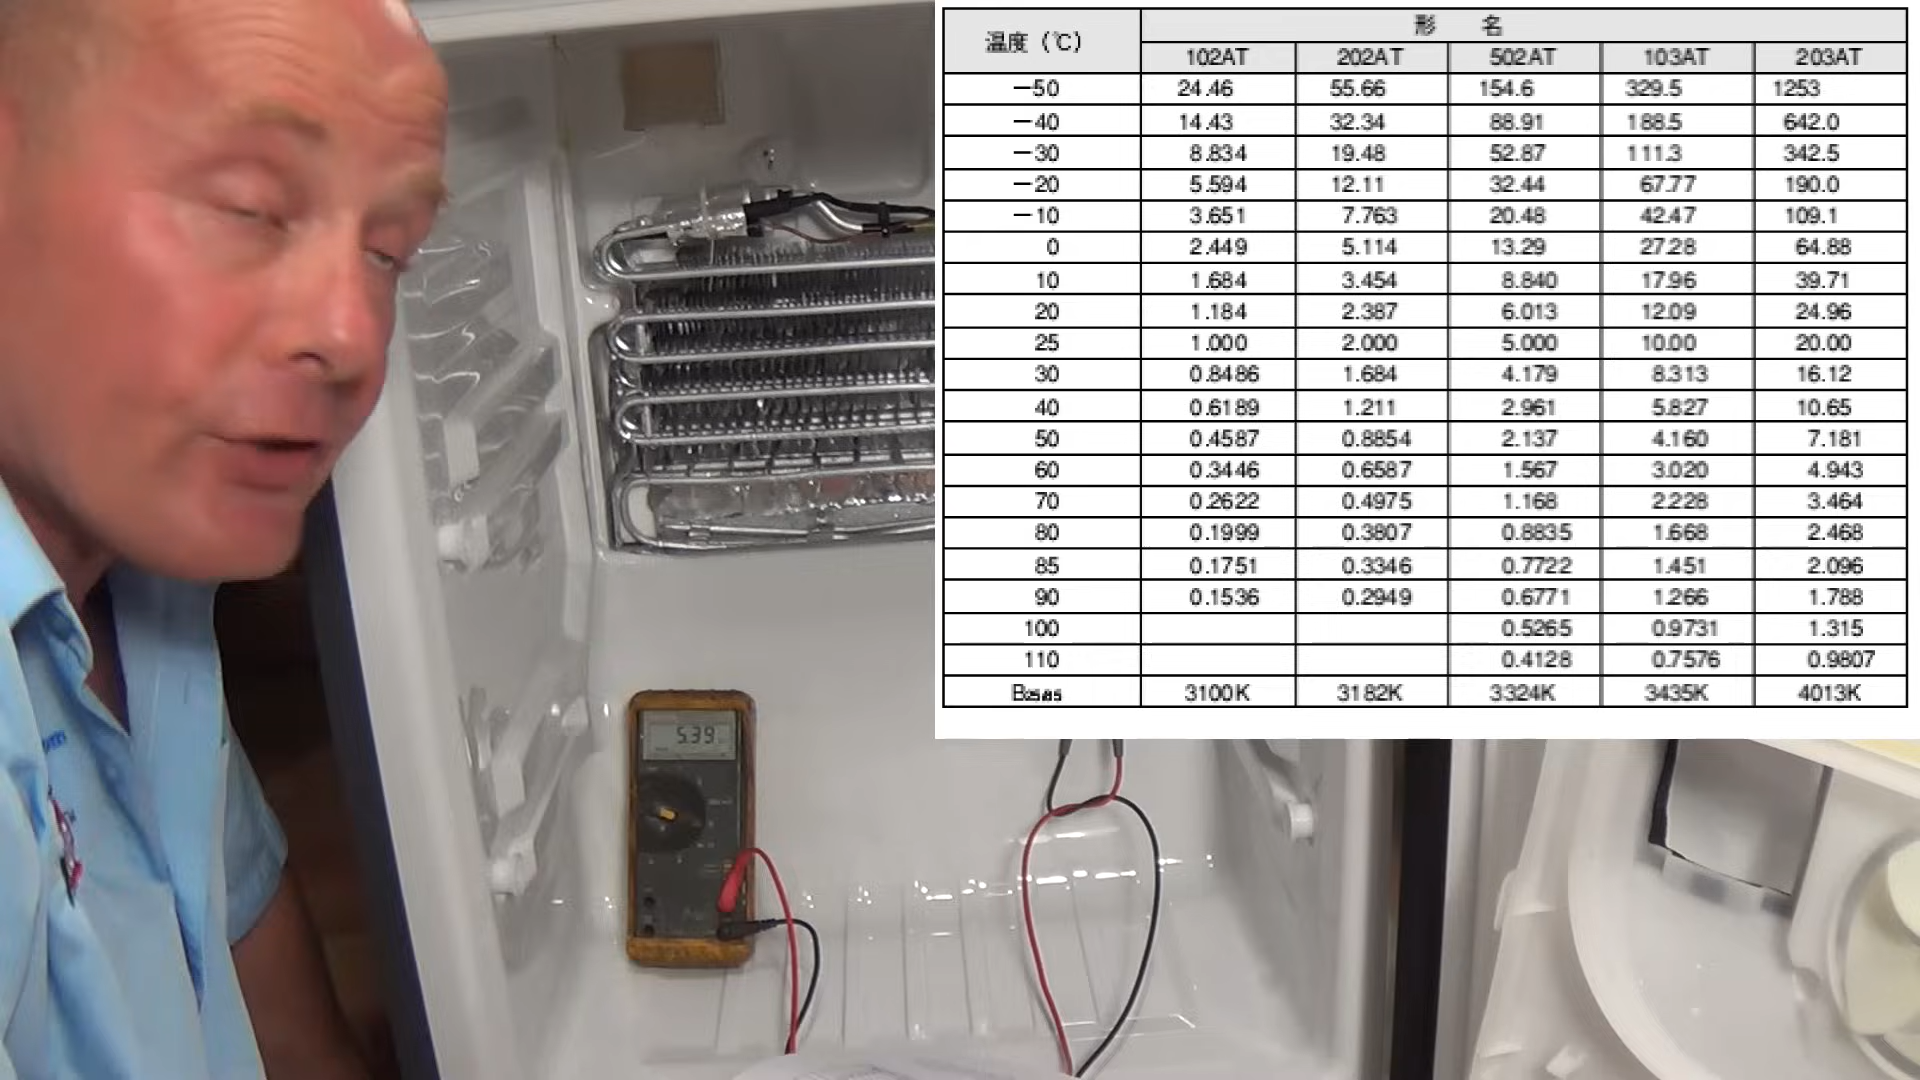 温度（℃） 形 名
102AT 202AT 502AT 103AT 203AT
−50 24.46 55.66 154.6 329.5 1253
−40 14.43 32.34 88.91 188.5 642.0
−30 8.834 19.48 52.87 111.3 342.5
−20 5.594 12.11 32.44 67.77 190.0
−10 3.651 7.763 20.48 42.47 109.1
0 2.449 5.114 13.29 27.28 64.88
10 1.684 3.454 8.840 17.96 39.71
20 1.184 2.387 6.013 12.09 24.96
25 1.000 2.000 5.000 10.00 20.00
30 0.8486 1.684 4.179 8.313 16.12
40 0.6189 1.211 2.961 5.827 10.65
50 0.4587 0.8854 2.137 4.160 7.181
60 0.3446 0.6587 1.567 3.020 4.943
70 0.2622 0.4975 1.168 2.228 3.464
80 0.1999 0.3807 0.8835 1.668 2.468
85 0.1751 0.3346 0.7722 1.451 2.096
90 0.1536 0.2949 0.6771 1.266 1.788
100 0.5265 0.9731 1.315
110 0.4128 0.7576 0.9807
Basas 3100K 3182K 3324K 3435K 4013K
5.39